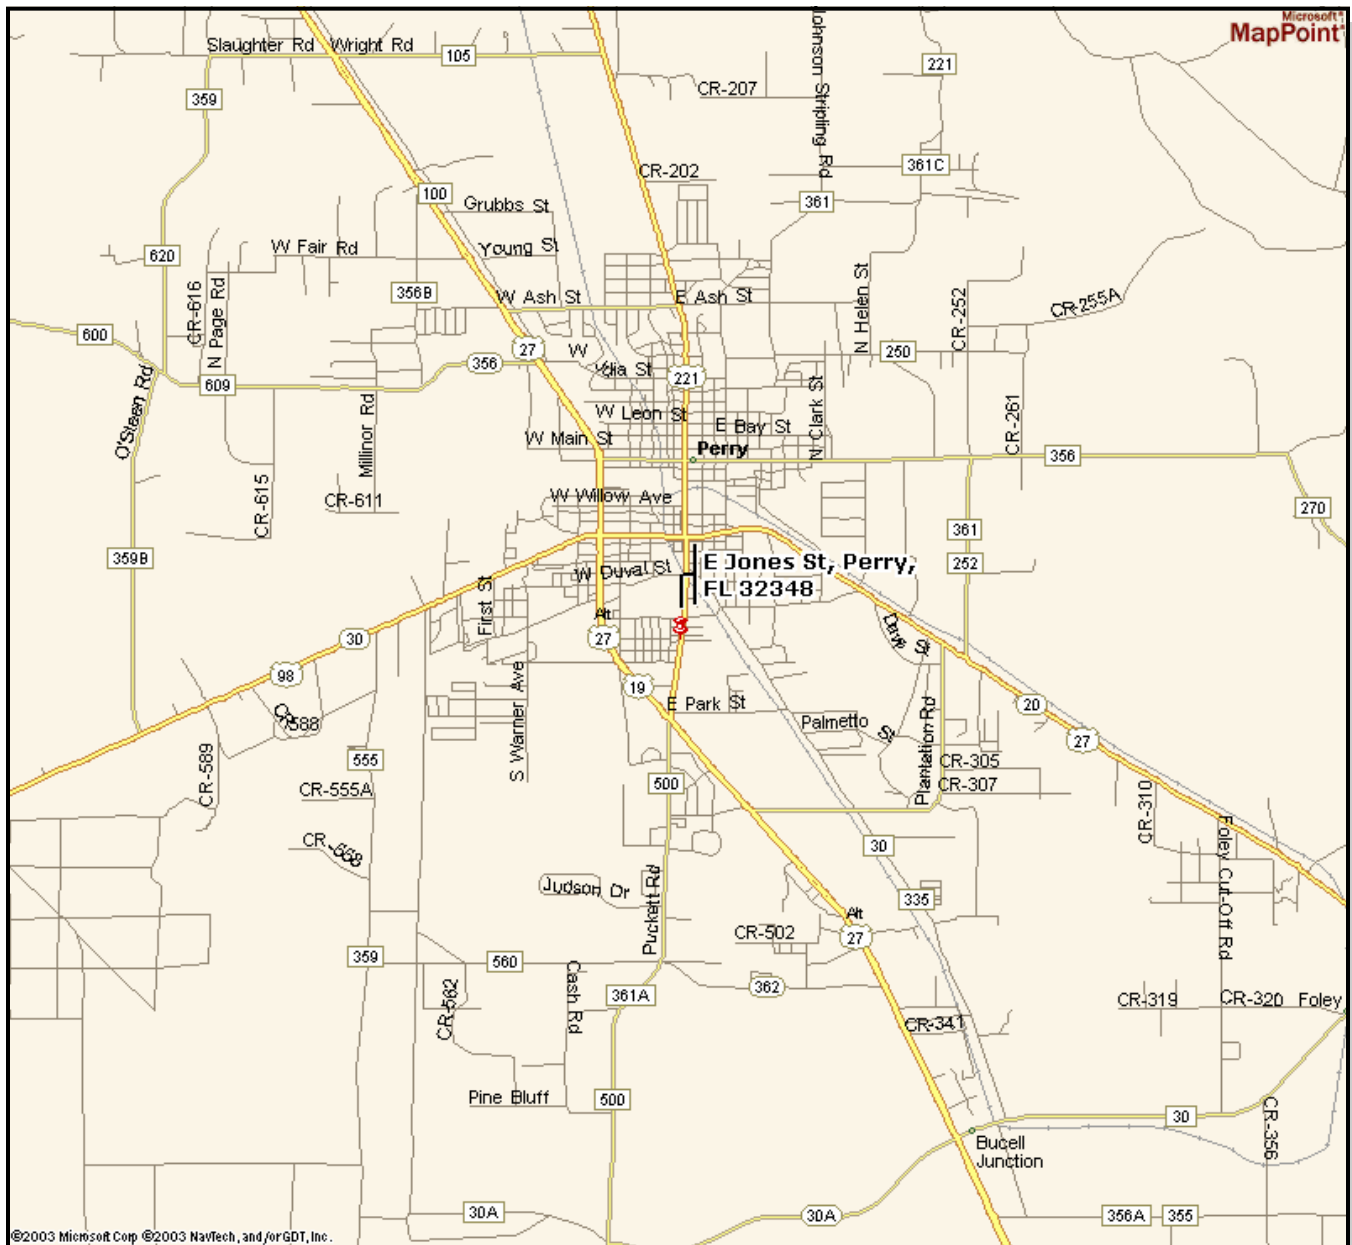 Microsoft®
MapPoint®
Slaughter Rd
Wright Rd
105
Johnson Stripling Rd
221
359
CR-207
CR-202
361C
100
361
Grubbs St
Young St
W Fair Rd
620
356B
CR-616
N Page Rd
W Ash St
E Ash St
N Helen St
CR-252
CR-255A
600
27
W
356
ydia St
221
250
609
O'Steen Rd
Millinor Rd
W Leon St
E Bay St
N Clark St
CR-261
W Main St
Perry
356
CR-615
CR-611
W Willow Ave
270
361
359B
252
W Duval St
E Jones St, Perry,
FL 32348
First St
Alt
27
30
98
Davis St
19
S Warner Ave
E Park St
20
27
CR-588
Palmetto St
Plantation Rd
555
CR-589
500
CR-305
CR-307
CR-555A
CR-310
CR-558
30
Foley Cut-Off Rd
Judson Dr
Puckett Rd
335
Alt
27
CR-502
359
560
362
CR-562
Cash Rd
361A
CR-319
CR-320
Foley
CR-341
Pine Bluff
500
30
CR-356
Bucell
Junction
30A
30A
356A
355
©2003 Microsoft Corp ©2003 NavTech, and/or GDT, Inc.